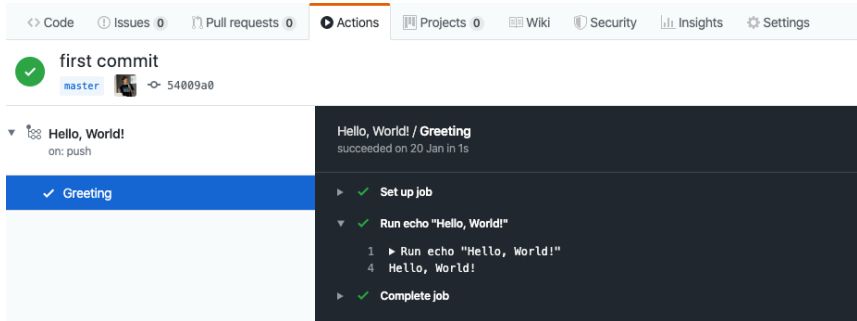 Code Issues 0 Pull requests 0 Actions Projects 0 Wiki Security Insights Settings
first commit
master 54009a0
Hello, World!
on: push
Greeting
Hello, World! / Greeting
succeeded on 20 Jan in 1s
Set up job
Run echo "Hello, World!"
1 Run echo "Hello, World!"
4 Hello, World!
Complete job